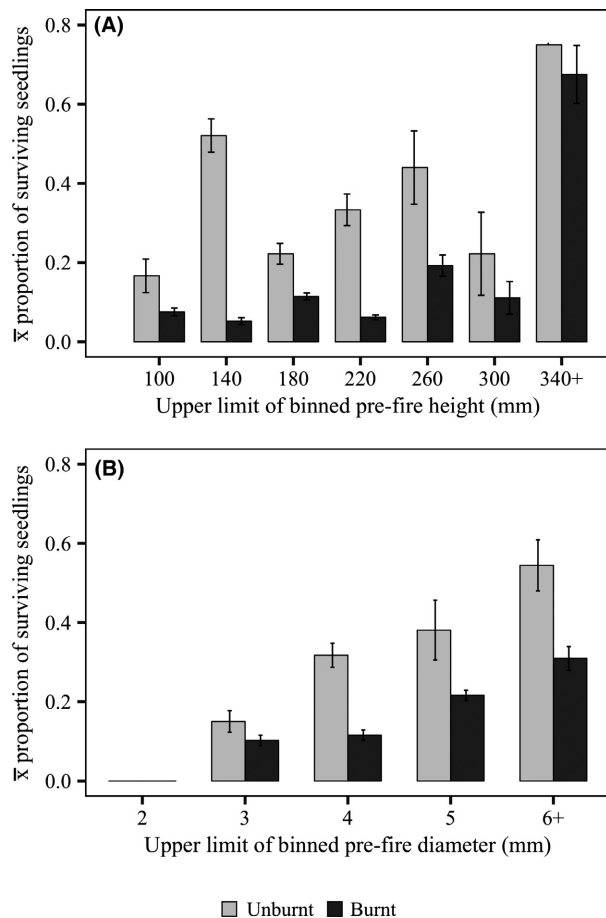 (A)
0.8
0.6
0.4
0.2
0.0
x̅ proportion of surviving seedlings
100 140 180 220 260 300 340+
Upper limit of binned pre-fire height (mm)
(B)
0.8
0.6
0.4
0.2
0.0
x̅ proportion of surviving seedlings
2 3 4 5 6+
Upper limit of binned pre-fire diameter (mm)
Unburnt Burnt